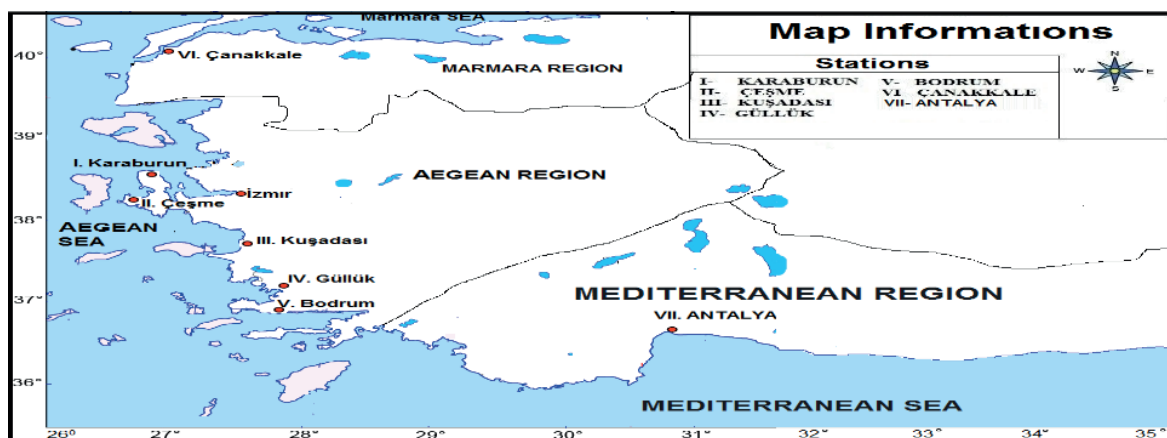 Marmara SEA
Map Informations
40°
VI. Çanakkale
MARMARA REGION
Stations
I- KARABURUN V- BODRUM
II- ÇEŞME VI ÇANAKKALE
III- KUŞADASI VII- ANTALYA
IV- GÜLLÜK
N
W E
S
39°
I. Karaburun
AEGEAN REGION
İzmır
II. Çeşme
38°
AEGEAN
SEA
III. Kuşadası
IV. Güllük
37°
V. Bodrum
MEDITERRANEAN REGION
VII. ANTALYA
36°
MEDITERRANEAN SEA
26° 27° 28° 29° 30° 31° 32° 33° 34° 35°